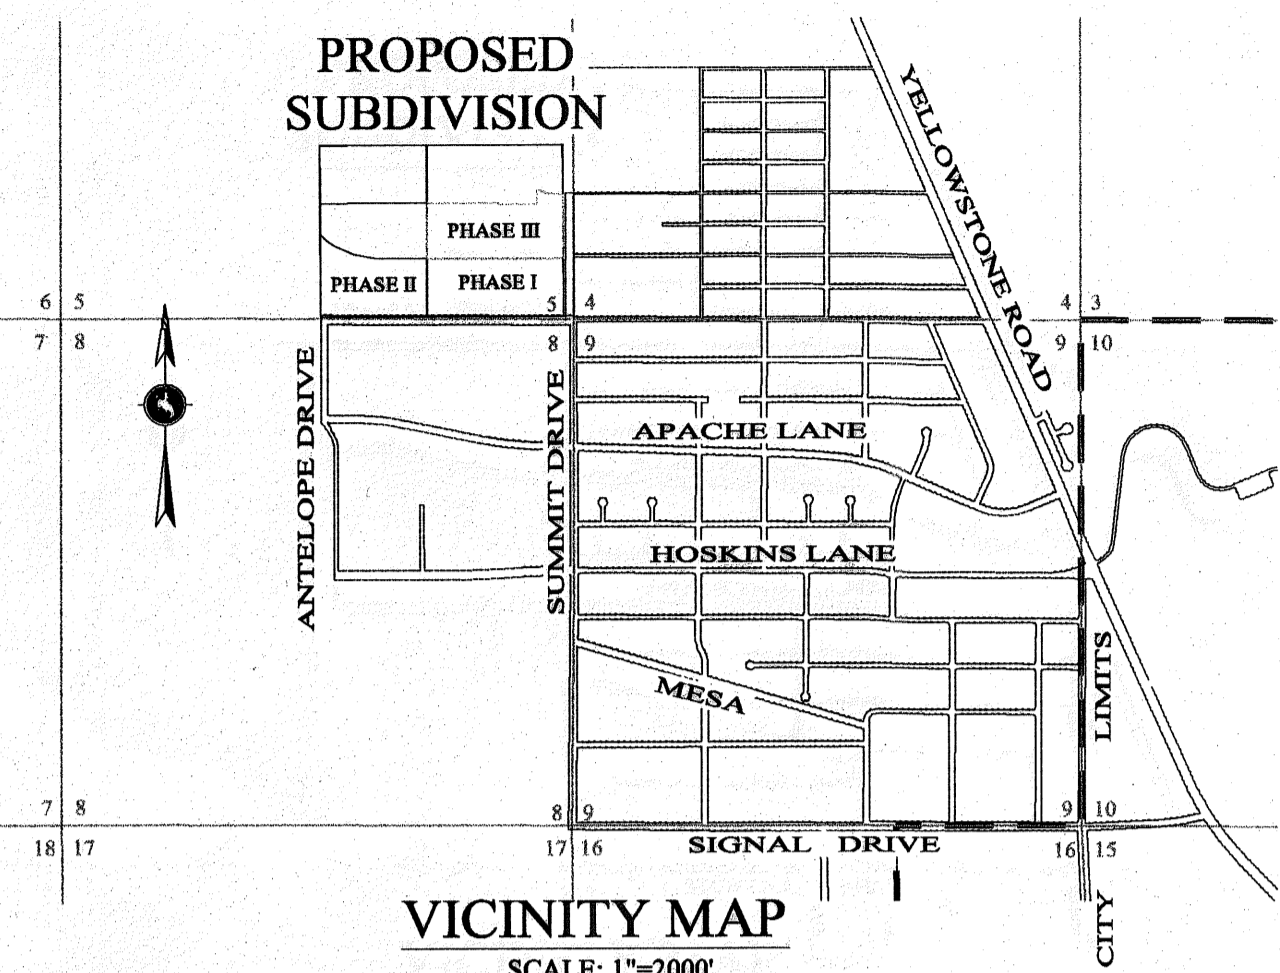 PROPOSED
SUBDIVISION
YELLOWSTONE ROAD
PHASE III
PHASE II
PHASE I
6 5
5 4
4 3
7 8
8 9
9 10
ANTELOPE DRIVE
SUMMIT DRIVE
APACHE LANE
HOSKINS LANE
MESA
LIMITS
7 8
8 9
9 10
18 17
17 16
SIGNAL DRIVE
16 15
CITY
VICINITY MAP
SCALE: 1"=2000'